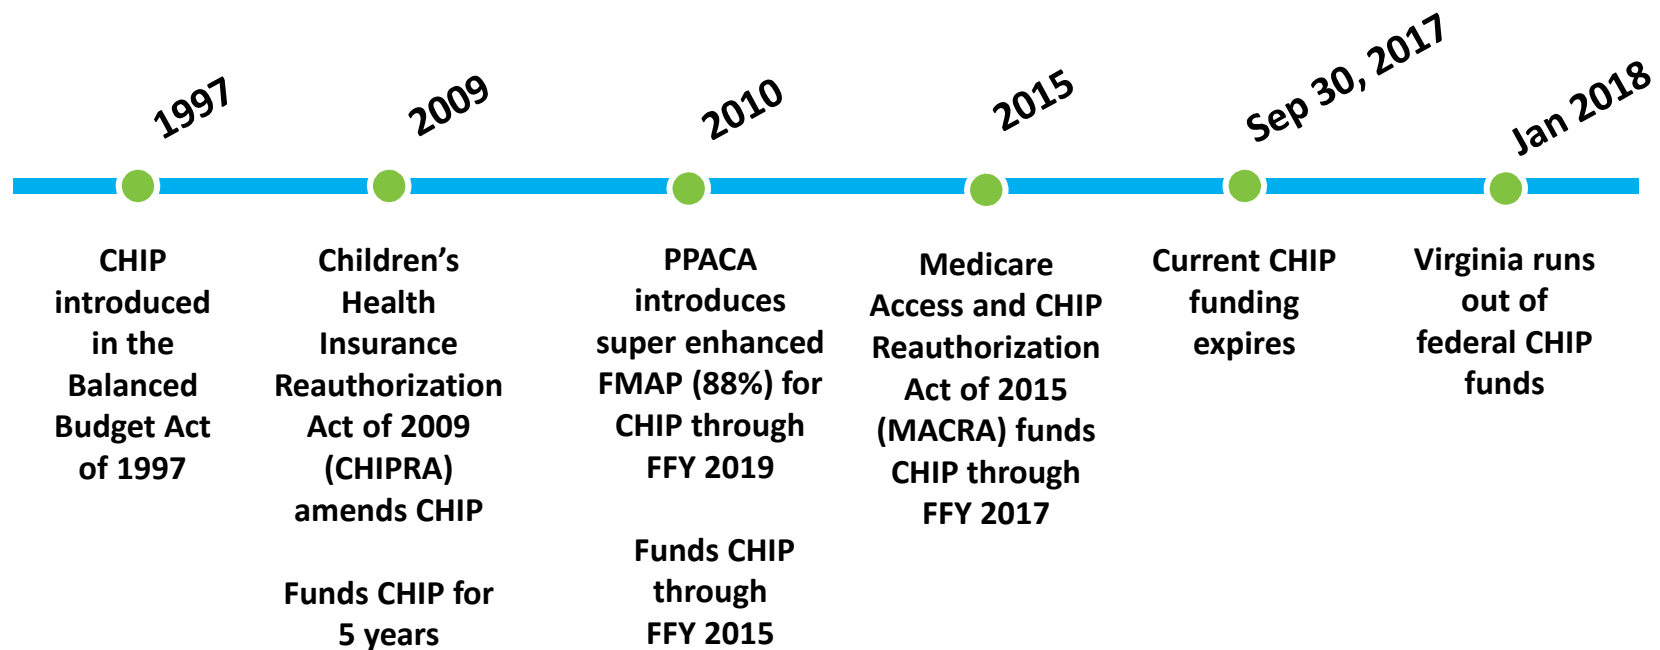 1997
2009
2010
2015
Sep 30, 2017
Jan 2018
CHIP
introduced
in the
Balanced
Budget Act
of 1997
Children’s
Health
Insurance
Reauthorization
Act of 2009
(CHIPRA)
amends CHIP
Funds CHIP for
5 years
PPACA
introduces
super enhanced
FMAP (88%) for
CHIP through
FFY 2019
Funds CHIP
through
FFY 2015
Medicare
Access and CHIP
Reauthorization
Act of 2015
(MACRA) funds
CHIP through
FFY 2017
Current CHIP
funding
expires
Virginia runs
out of
federal CHIP
funds